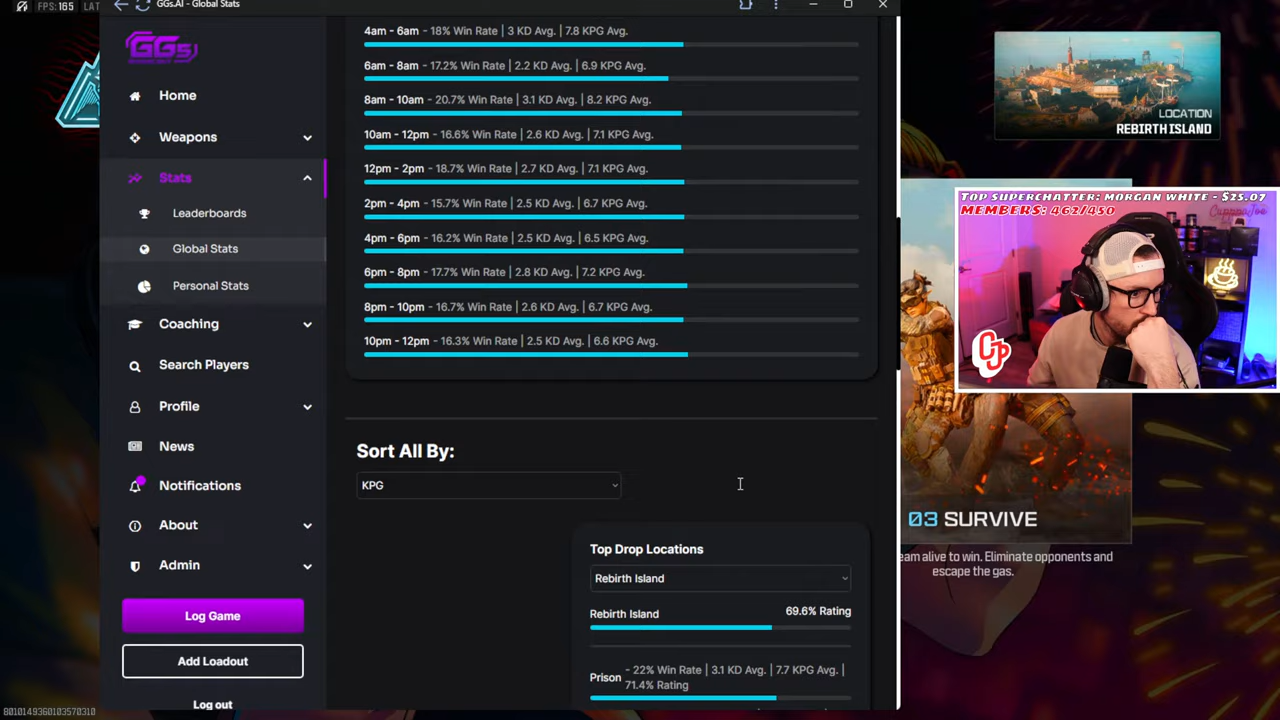 FPS: 165 LAT
GGs.AI - Global Stats
GGs
Home
Weapons
Stats
Leaderboards
Global Stats
Personal Stats
Coaching
Search Players
Profile
News
Notifications
About
Admin
Log Game
Add Loadout
Log out
4am - 6am - 18% Win Rate | 3 KD Avg. | 7.8 KPG Avg.
6am - 8am - 17.2% Win Rate | 2.2 KD Avg. | 6.9 KPG Avg.
8am - 10am - 20.7% Win Rate | 3.1 KD Avg. | 8.2 KPG Avg.
10am - 12pm - 16.6% Win Rate | 2.6 KD Avg. | 7.1 KPG Avg.
12pm - 2pm - 18.7% Win Rate | 2.7 KD Avg. | 7.1 KPG Avg.
2pm - 4pm - 15.7% Win Rate | 2.5 KD Avg. | 6.7 KPG Avg.
4pm - 6pm - 16.2% Win Rate | 2.5 KD Avg. | 6.5 KPG Avg.
6pm - 8pm - 17.7% Win Rate | 2.8 KD Avg. | 7.2 KPG Avg.
8pm - 10pm - 16.7% Win Rate | 2.6 KD Avg. | 6.7 KPG Avg.
10pm - 12pm - 16.3% Win Rate | 2.5 KD Avg. | 6.6 KPG Avg.
Sort All By:
KPG
Top Drop Locations
Rebirth Island
Rebirth Island 69.6% Rating
Prison - 22% Win Rate | 3.1 KD Avg. | 7.7 KPG Avg. |
71.4% Rating
LOCATION
REBIRTH ISLAND
TOP SUPERCHATTER: MORGAN WHITE - $25.07
MEMBERS: 462/450
CuppaJoe
CJ
03 SURVIVE
eam alive to win. Eliminate opponents and
escape the gas.
8010149360103570310